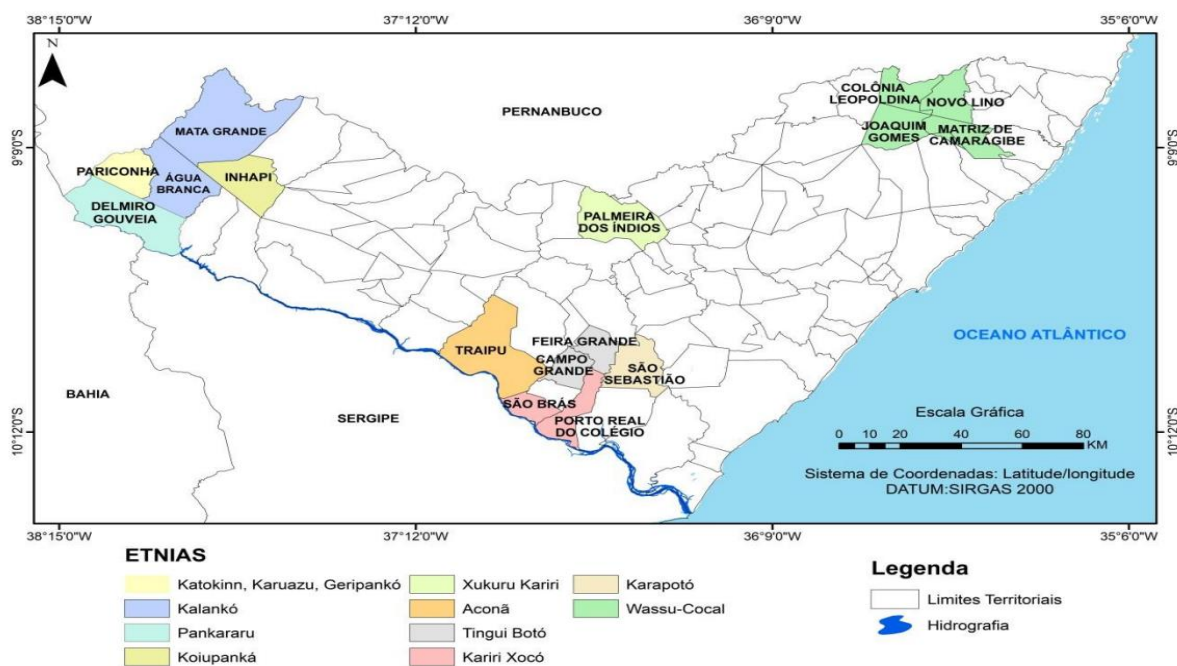 38°15'0"W 37°12'0"W 36°9'0"W 35°6'0"W
N
PERNANBUCO
COLÔNIA
LEOPOLDINA
NOVO LINO
MATA GRANDE
JOAQUIM
GOMES
MATRIZ DE
CAMARAGIBE
9°9'0"S 9°9'0"S
PARICONHA
ÁGUA
BRANCA
INHAPI
DELMIRO
GOUVEIA
PALMEIRA
DOS ÍNDIOS
OCEANO ATLÂNTICO
FEIRA GRANDE
TRAIPU
CAMPO
GRANDE
SÃO
SEBASTIÃO
BAHIA
SERGIPE
SÃO BRÁS
PORTO REAL
DO COLÉGIO
Escala Gráfica
10°12'0"S 10°12'0"S
0 10 20 40 60 80
KM
Sistema de Coordenadas: Latitude/longitude
DATUM:SIRGAS 2000
38°15'0"W 37°12'0"W 36°9'0"W 35°6'0"W
ETNIAS
Katokinn, Karuazu, Geripankó
Kalankó
Pankararu
Koiupanká
Xukuru Kariri
Aconã
Tingui Botó
Kariri Xocó
Karapotó
Wassu-Cocal
Legenda
Limites Territoriais
Hidrografia